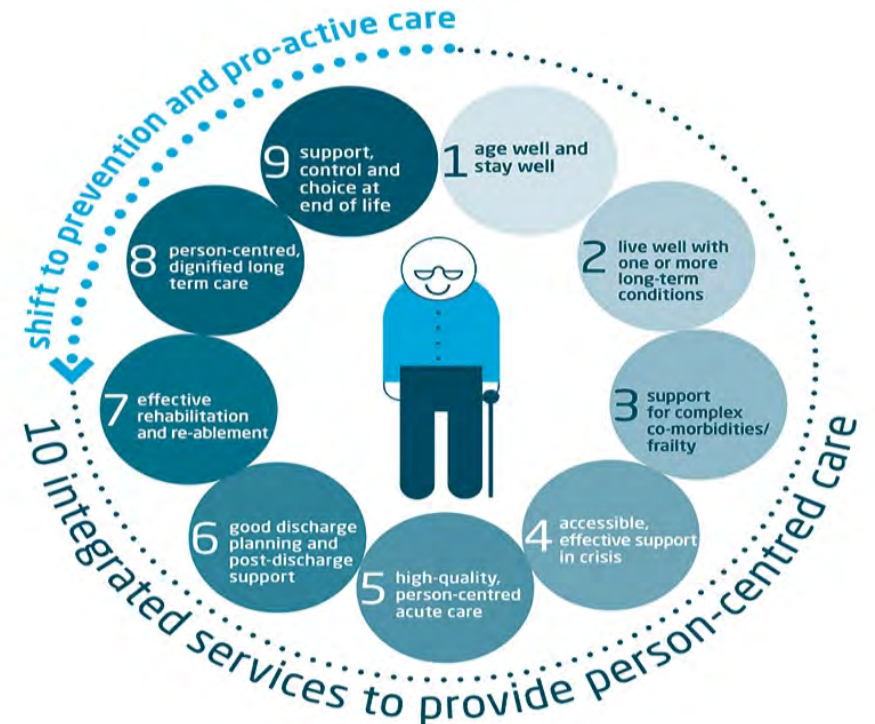 shift to prevention and pro-active care
1
age well and
stay well
2
live well with
one or more
long-term
conditions
3
support
for complex
co-morbidities/
frailty
4
accessible,
effective support
in crisis
5
high-quality,
person-centred
acute care
6
good discharge
planning and
post-discharge
support
7
effective
rehabilitation
and re-ablement
8
person-centred,
dignified long
term care
9
support,
control and
choice at
end of life
10 integrated services to provide person-centred care